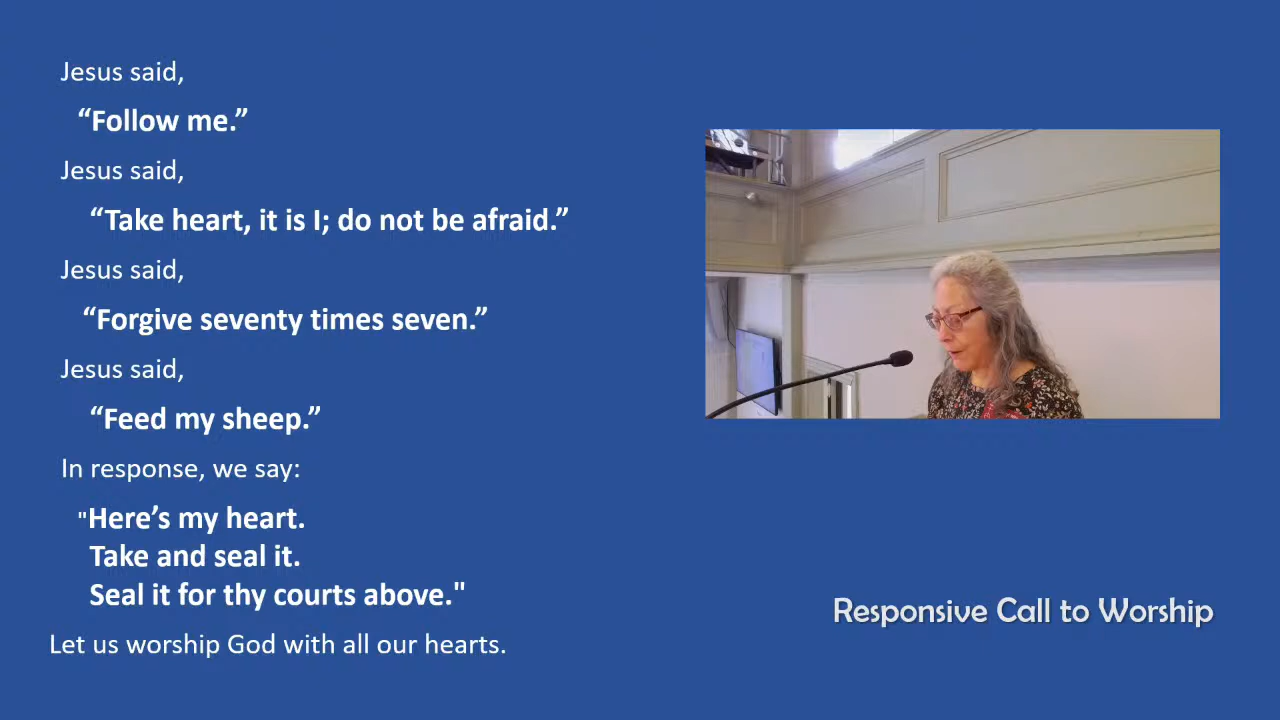 Jesus said,
“Follow me.”
Jesus said,
“Take heart, it is I; do not be afraid.”
Jesus said,
“Forgive seventy times seven.”
Jesus said,
“Feed my sheep.”
In response, we say:
"Here’s my heart.
Take and seal it.
Seal it for thy courts above."
Let us worship God with all our hearts.
Responsive Call to Worship